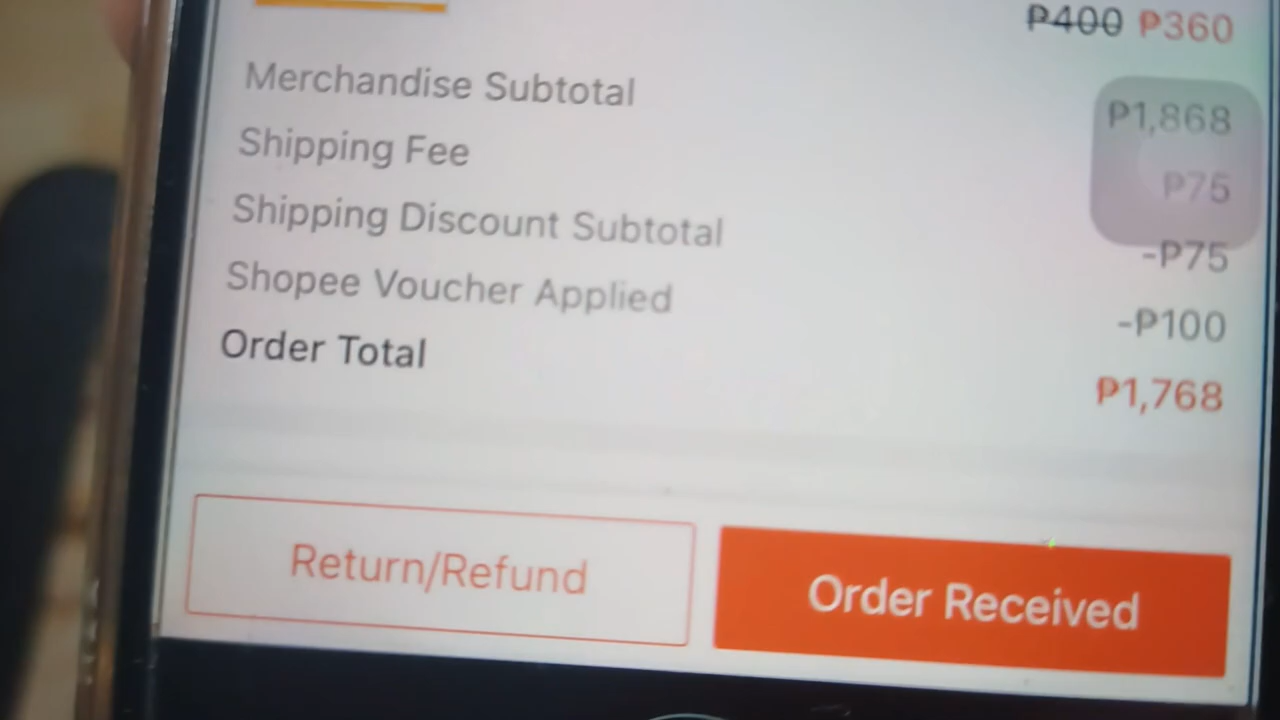 ₱400 ₱360
Merchandise Subtotal ₱1,868
Shipping Fee ₱75
Shipping Discount Subtotal -₱75
Shopee Voucher Applied -₱100
Order Total ₱1,768
Return/Refund Order Received